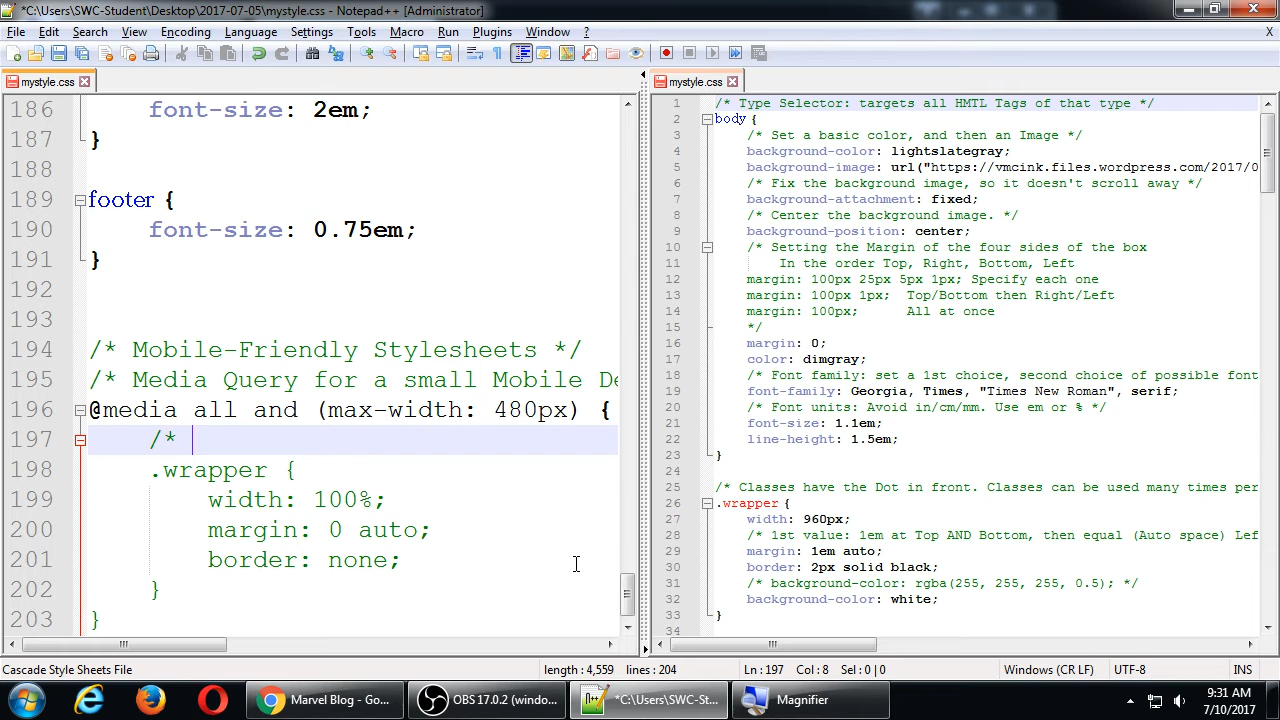 *C:\Users\SWC-Student\Desktop\2017-07-05\mystyle.css - Notepad++ [Administrator]
File Edit Search View Encoding Language Settings Tools Macro Run Plugins Window ?
X
mystyle.css
186 font-size: 2em;
187 }
188
189 footer {
190 font-size: 0.75em;
191 }
192
193
194 /* Mobile-Friendly Stylesheets */
195 /* Media Query for a small Mobile De
196 @media all and (max-width: 480px) {
197 /*
198 .wrapper {
199 width: 100%;
200 margin: 0 auto;
201 border: none;
202 }
203 }
mystyle.css
1 /* Type Selector: targets all HMTL Tags of that type */
2 body {
3 /* Set a basic color, and then an Image */
4 background-color: lightslategray;
5 background-image: url("https://vmcink.files.wordpress.com/2017/0
6 /* Fix the background image, so it doesn't scroll away */
7 background-attachment: fixed;
8 /* Center the background image. */
9 background-position: center;
10 /* Setting the Margin of the four sides of the box
11 In the order Top, Right, Bottom, Left
12 margin: 100px 25px 5px 1px; Specify each one
13 margin: 100px 1px; Top/Bottom then Right/Left
14 margin: 100px; All at once
15 */
16 margin: 0;
17 color: dimgray;
18 /* Font family: set a 1st choice, second choice of possible font
19 font-family: Georgia, Times, "Times New Roman", serif;
20 /* Font units: Avoid in/cm/mm. Use em or % */
21 font-size: 1.1em;
22 line-height: 1.5em;
23 }
24
25 /* Classes have the Dot in front. Classes can be used many times per
26 .wrapper {
27 width: 960px;
28 /* 1st value: 1em at Top AND Bottom, then equal (Auto space) Lef
29 margin: 1em auto;
30 border: 2px solid black;
31 /* background-color: rgba(255, 255, 255, 0.5); */
32 background-color: white;
33 }
34
Cascade Style Sheets File length : 4,559 lines : 204 Ln : 197 Col : 8 Sel : 0 | 0 Windows (CR LF) UTF-8 INS
Marvel Blog - Go... OBS 17.0.2 (windo... *C:\Users\SWC-St... Magnifier
9:31 AM
7/10/2017